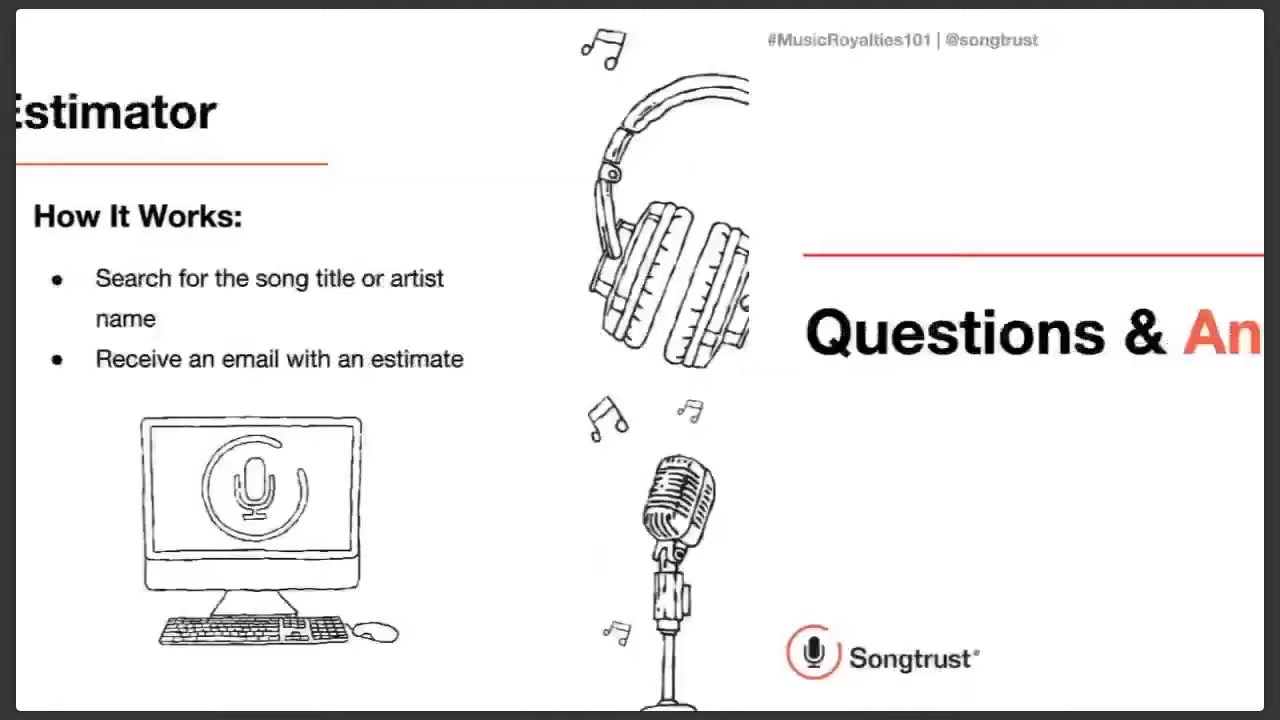 Estimator
How It Works:
● Search for the song title or artist
name
● Receive an email with an estimate
#MusicRoyalties101 | @songtrust
Questions & An
Songtrust®